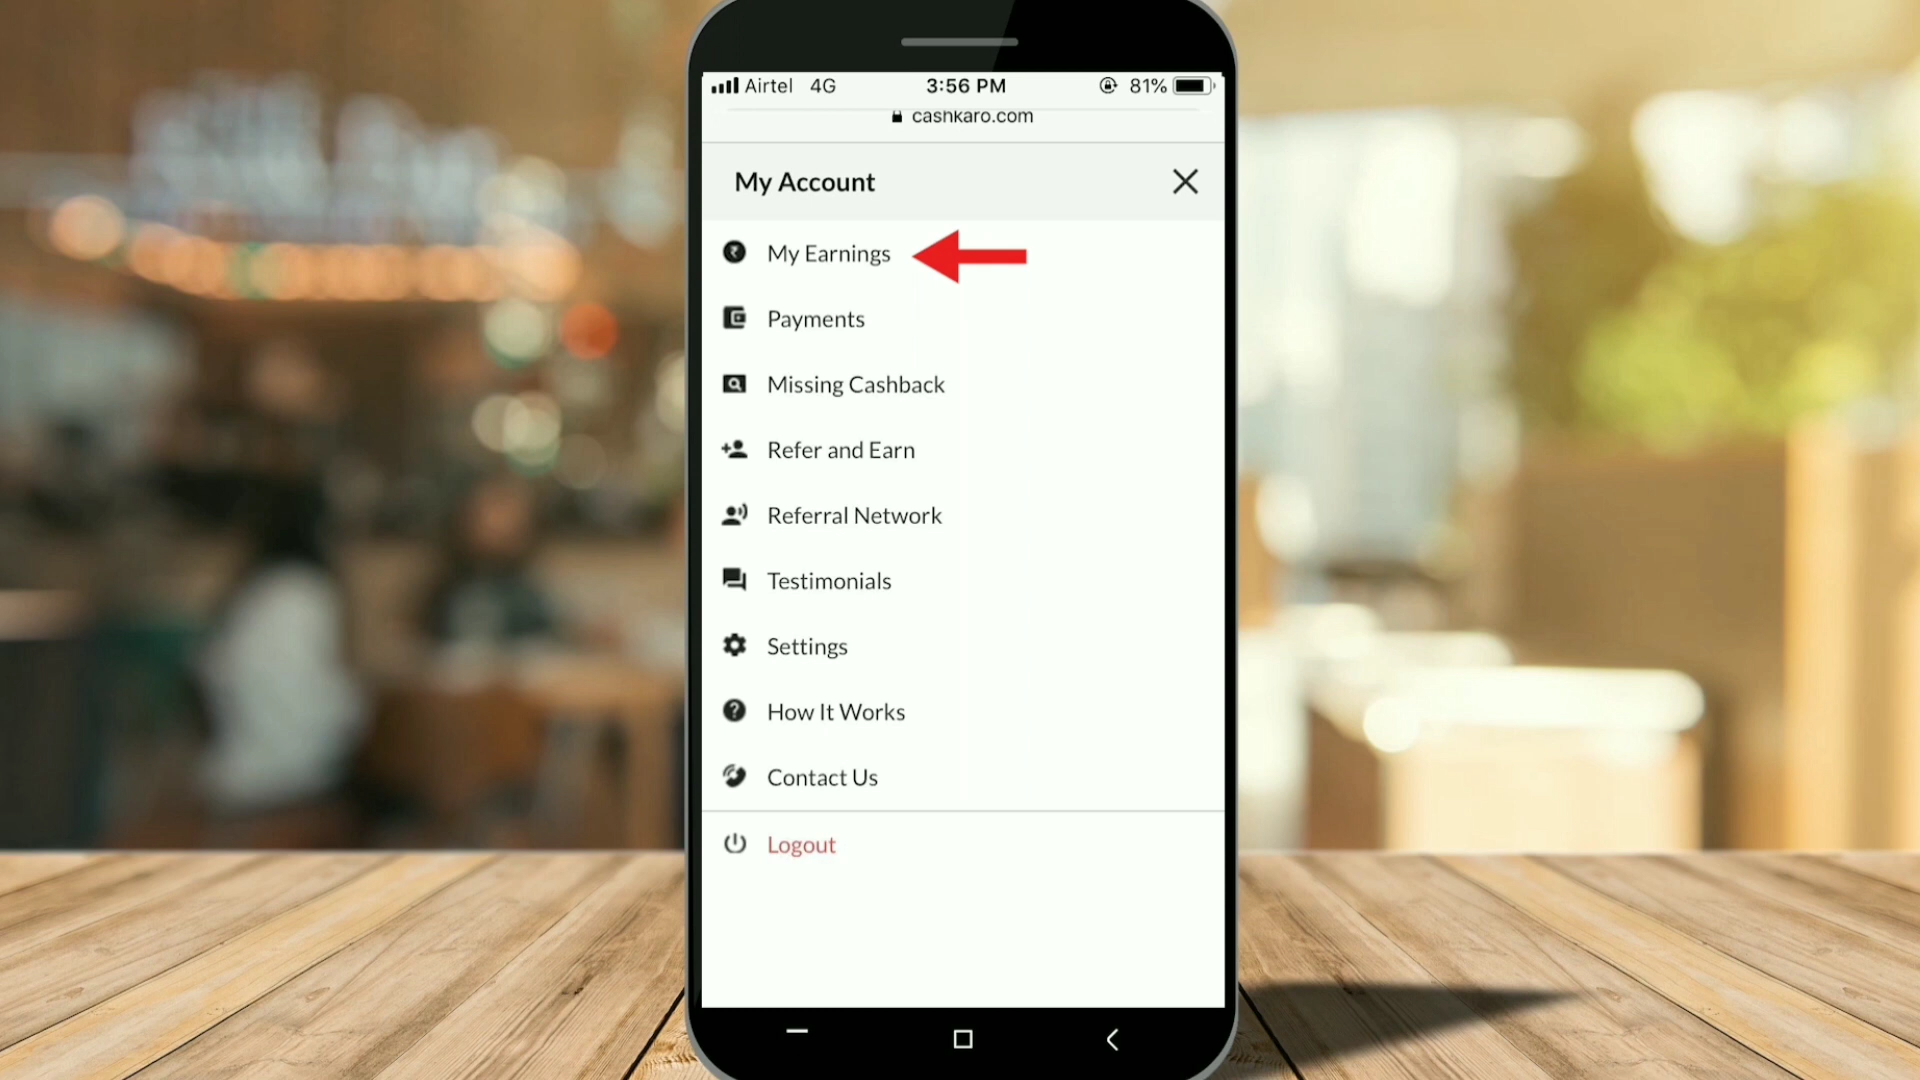 Airtel 4G 3:56 PM 81%
cashkaro.com
My Account
My Earnings
Payments
Missing Cashback
Refer and Earn
Referral Network
Testimonials
Settings
How It Works
Contact Us
Logout